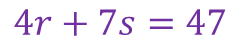 4r + 7s = 47